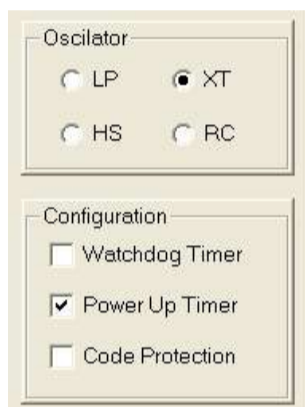 Oscilator
LP XT
HS RC
Configuration
Watchdog Timer
Power Up Timer
Code Protection